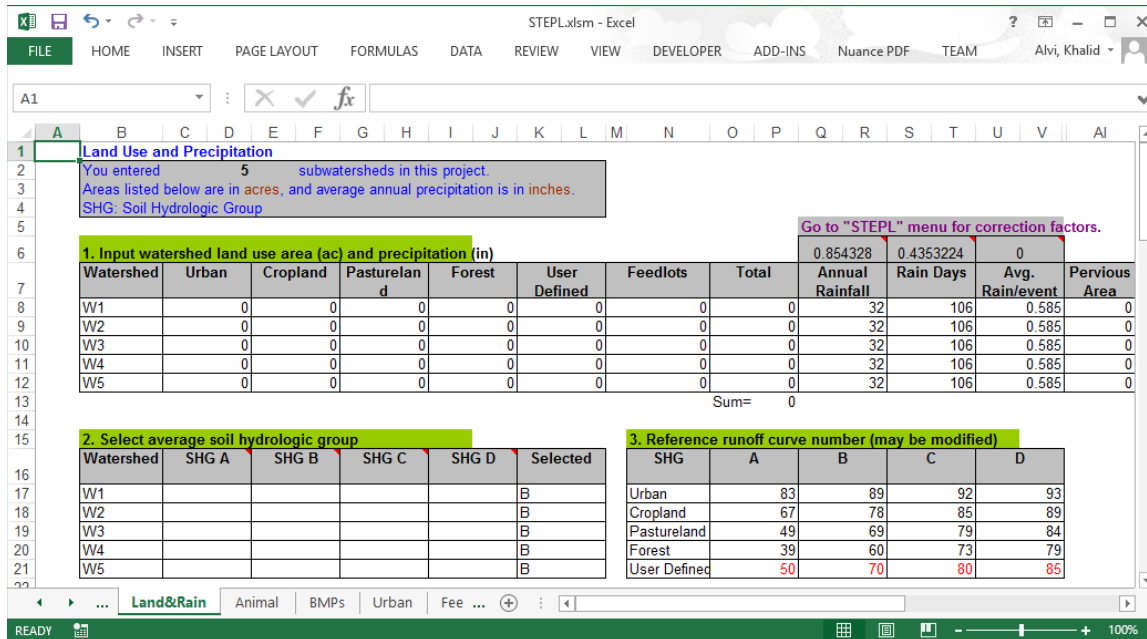 STEPL.xlsm - Excel
?
FILE HOME INSERT PAGE LAYOUT FORMULAS DATA REVIEW VIEW DEVELOPER ADD-INS Nuance PDF TEAM Alvi, Khalid
A1 fx
A B C D E F G H I J K L M N O P Q R S T U V AI
1 Land Use and Precipitation
2 You entered 5 subwatersheds in this project.
3 Areas listed below are in acres, and average annual precipitation is in inches.
4 SHG: Soil Hydrologic Group
5 Go to "STEPL" menu for correction factors.
6 1. Input watershed land use area (ac) and precipitation (in) 0.854328 0.4353224 0
Watershed Urban Cropland Pasturelan Forest User Feedlots Total Annual Rain Days Avg. Pervious
7 d Defined Rainfall Rain/event Area
8 W1 0 0 0 0 0 0 0 32 106 0.585 0
9 W2 0 0 0 0 0 0 0 32 106 0.585 0
10 W3 0 0 0 0 0 0 0 32 106 0.585 0
11 W4 0 0 0 0 0 0 0 32 106 0.585 0
12 W5 0 0 0 0 0 0 0 32 106 0.585 0
13 Sum= 0
14
15 2. Select average soil hydrologic group 3. Reference runoff curve number (may be modified)
Watershed SHG A SHG B SHG C SHG D Selected SHG A B C D
16
17 W1 B Urban 83 89 92 93
18 W2 B Cropland 67 78 85 89
19 W3 B Pastureland 49 69 79 84
20 W4 B Forest 39 60 73 79
21 W5 B User Defined 50 70 80 85
22
... Land&Rain Animal BMPs Urban Fee ...
READY 100%